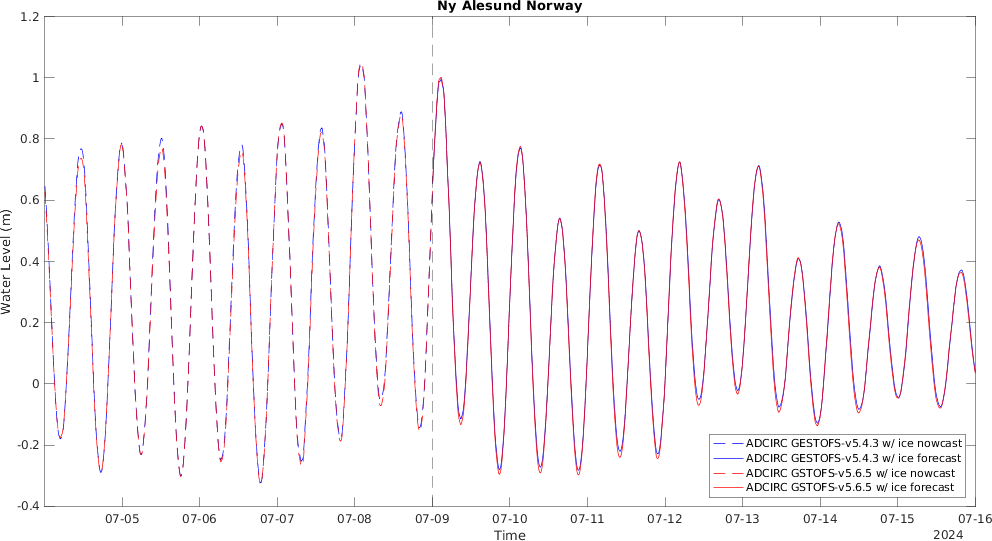 Ny Alesund Norway
1.2
1
0.8
0.6
0.4
0.2
0
-0.2
-0.4
Water Level (m)
ADCIRC GESTOFS-v5.4.3 w/ ice nowcast
ADCIRC GESTOFS-v5.4.3 w/ ice forecast
ADCIRC GSTOFS-v5.6.5 w/ ice nowcast
ADCIRC GSTOFS-v5.6.5 w/ ice forecast
07-05 07-06 07-07 07-08 07-09 07-10 07-11 07-12 07-13 07-14 07-15 07-16
Time
2024